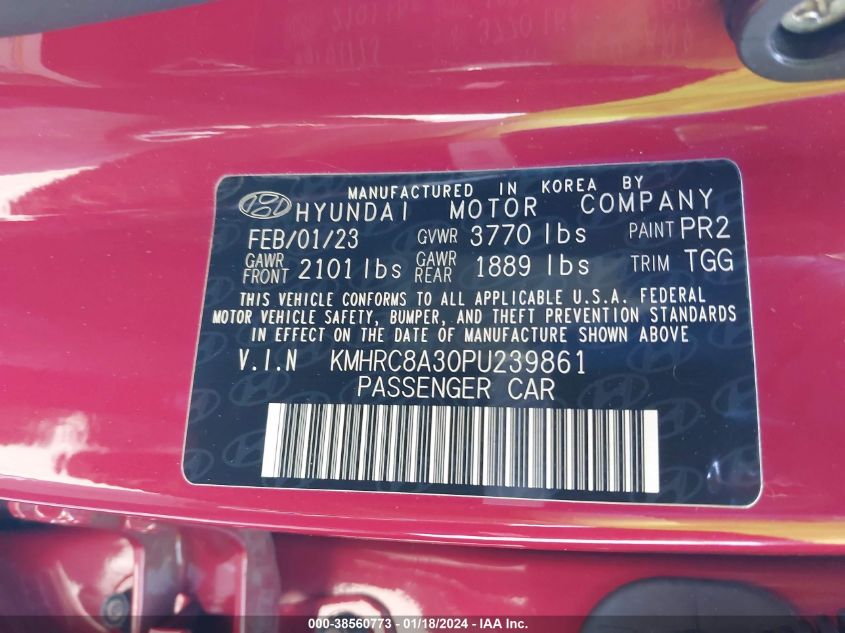 MANUFACTURED IN KOREA BY
HYUNDAI MOTOR COMPANY
FEB/01/23 GVWR 3770 lbs PAINT PR2
GAWR FRONT 2101 lbs GAWR REAR 1889 lbs TRIM TGG
THIS VEHICLE CONFORMS TO ALL APPLICABLE U.S.A. FEDERAL
MOTOR VEHICLE SAFETY, BUMPER, AND THEFT PREVENTION STANDARDS
IN EFFECT ON THE DATE OF MANUFACTURE SHOWN ABOVE
V.I.N KMHRC8A30PU239861
PASSENGER CAR
000-38560773 - 01/18/2024 - IAAI.COM/TERMS/